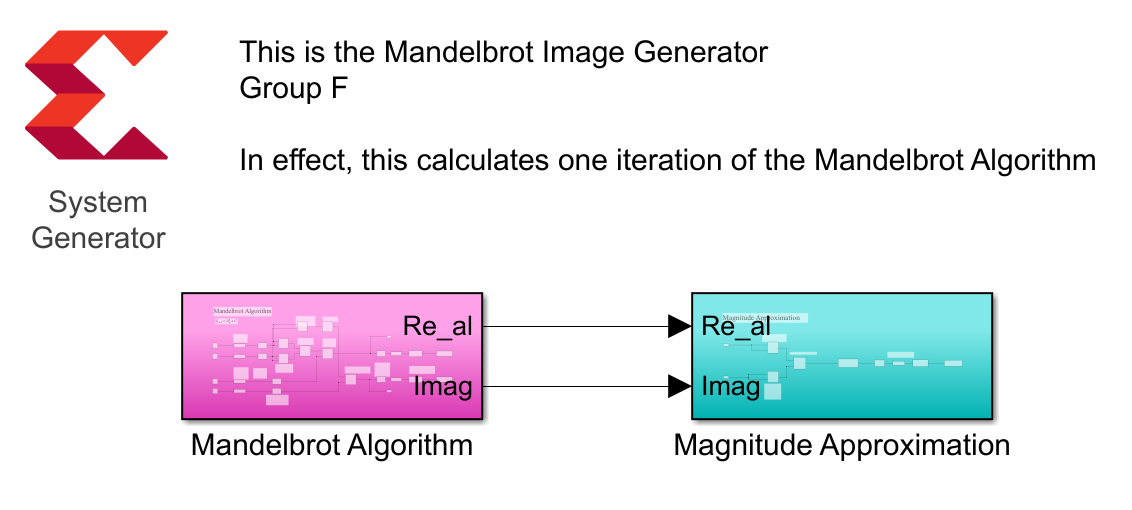 This is the Mandelbrot Image Generator
Group F
In effect, this calculates one iteration of the Mandelbrot Algorithm
System
Generator
Mandelbrot Algorithm
Re_al
Imag
Mandelbrot Algorithm
Magnitude Approximation
Re_al
Imag
Magnitude Approximation